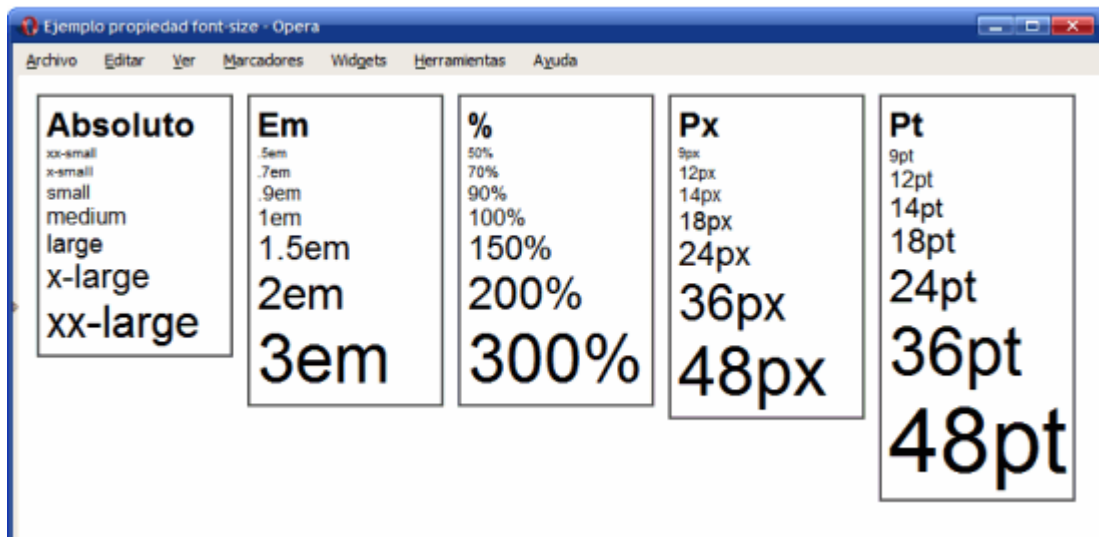 Ejemplo propiedad font-size - Opera
Archivo Editar Ver Marcadores Widgets Herramientas Ayuda
Absoluto
xx-small
x-small
small
medium
large
x-large
xx-large
Em
.5em
.7em
.9em
1em
1.5em
2em
3em
%
50%
70%
90%
100%
150%
200%
300%
Px
9px
12px
14px
18px
24px
36px
48px
Pt
9pt
12pt
14pt
18pt
24pt
36pt
48pt